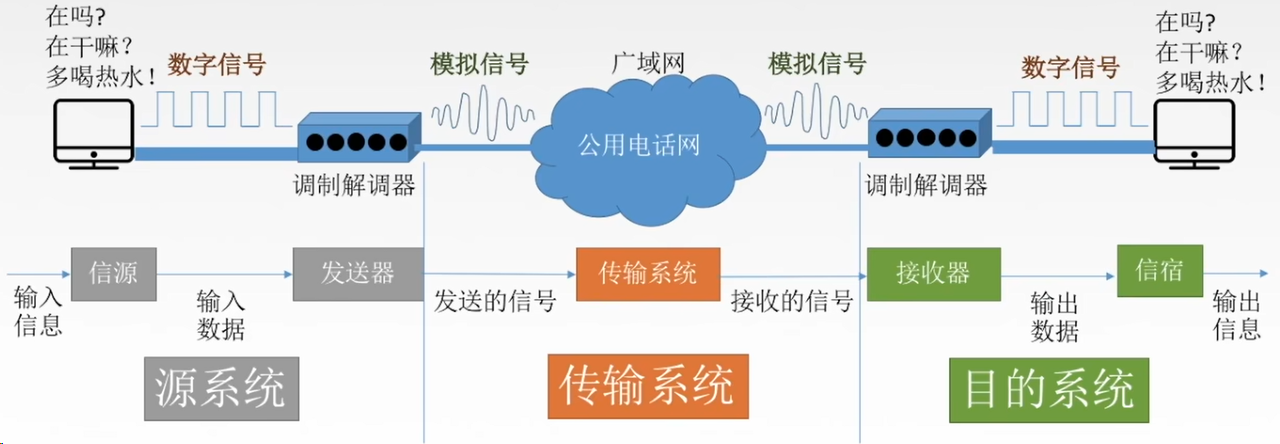 在吗?
在干嘛?
多喝热水!
数字信号
模拟信号
广域网
模拟信号
数字信号
在吗?
在干嘛?
多喝热水!
公用电话网
调制解调器
调制解调器
信源
发送器
传输系统
接收器
信宿
输入
信息
输入
数据
发送的信号
接收的信号
输出
数据
输出
信息
源系统
传输系统
目的系统